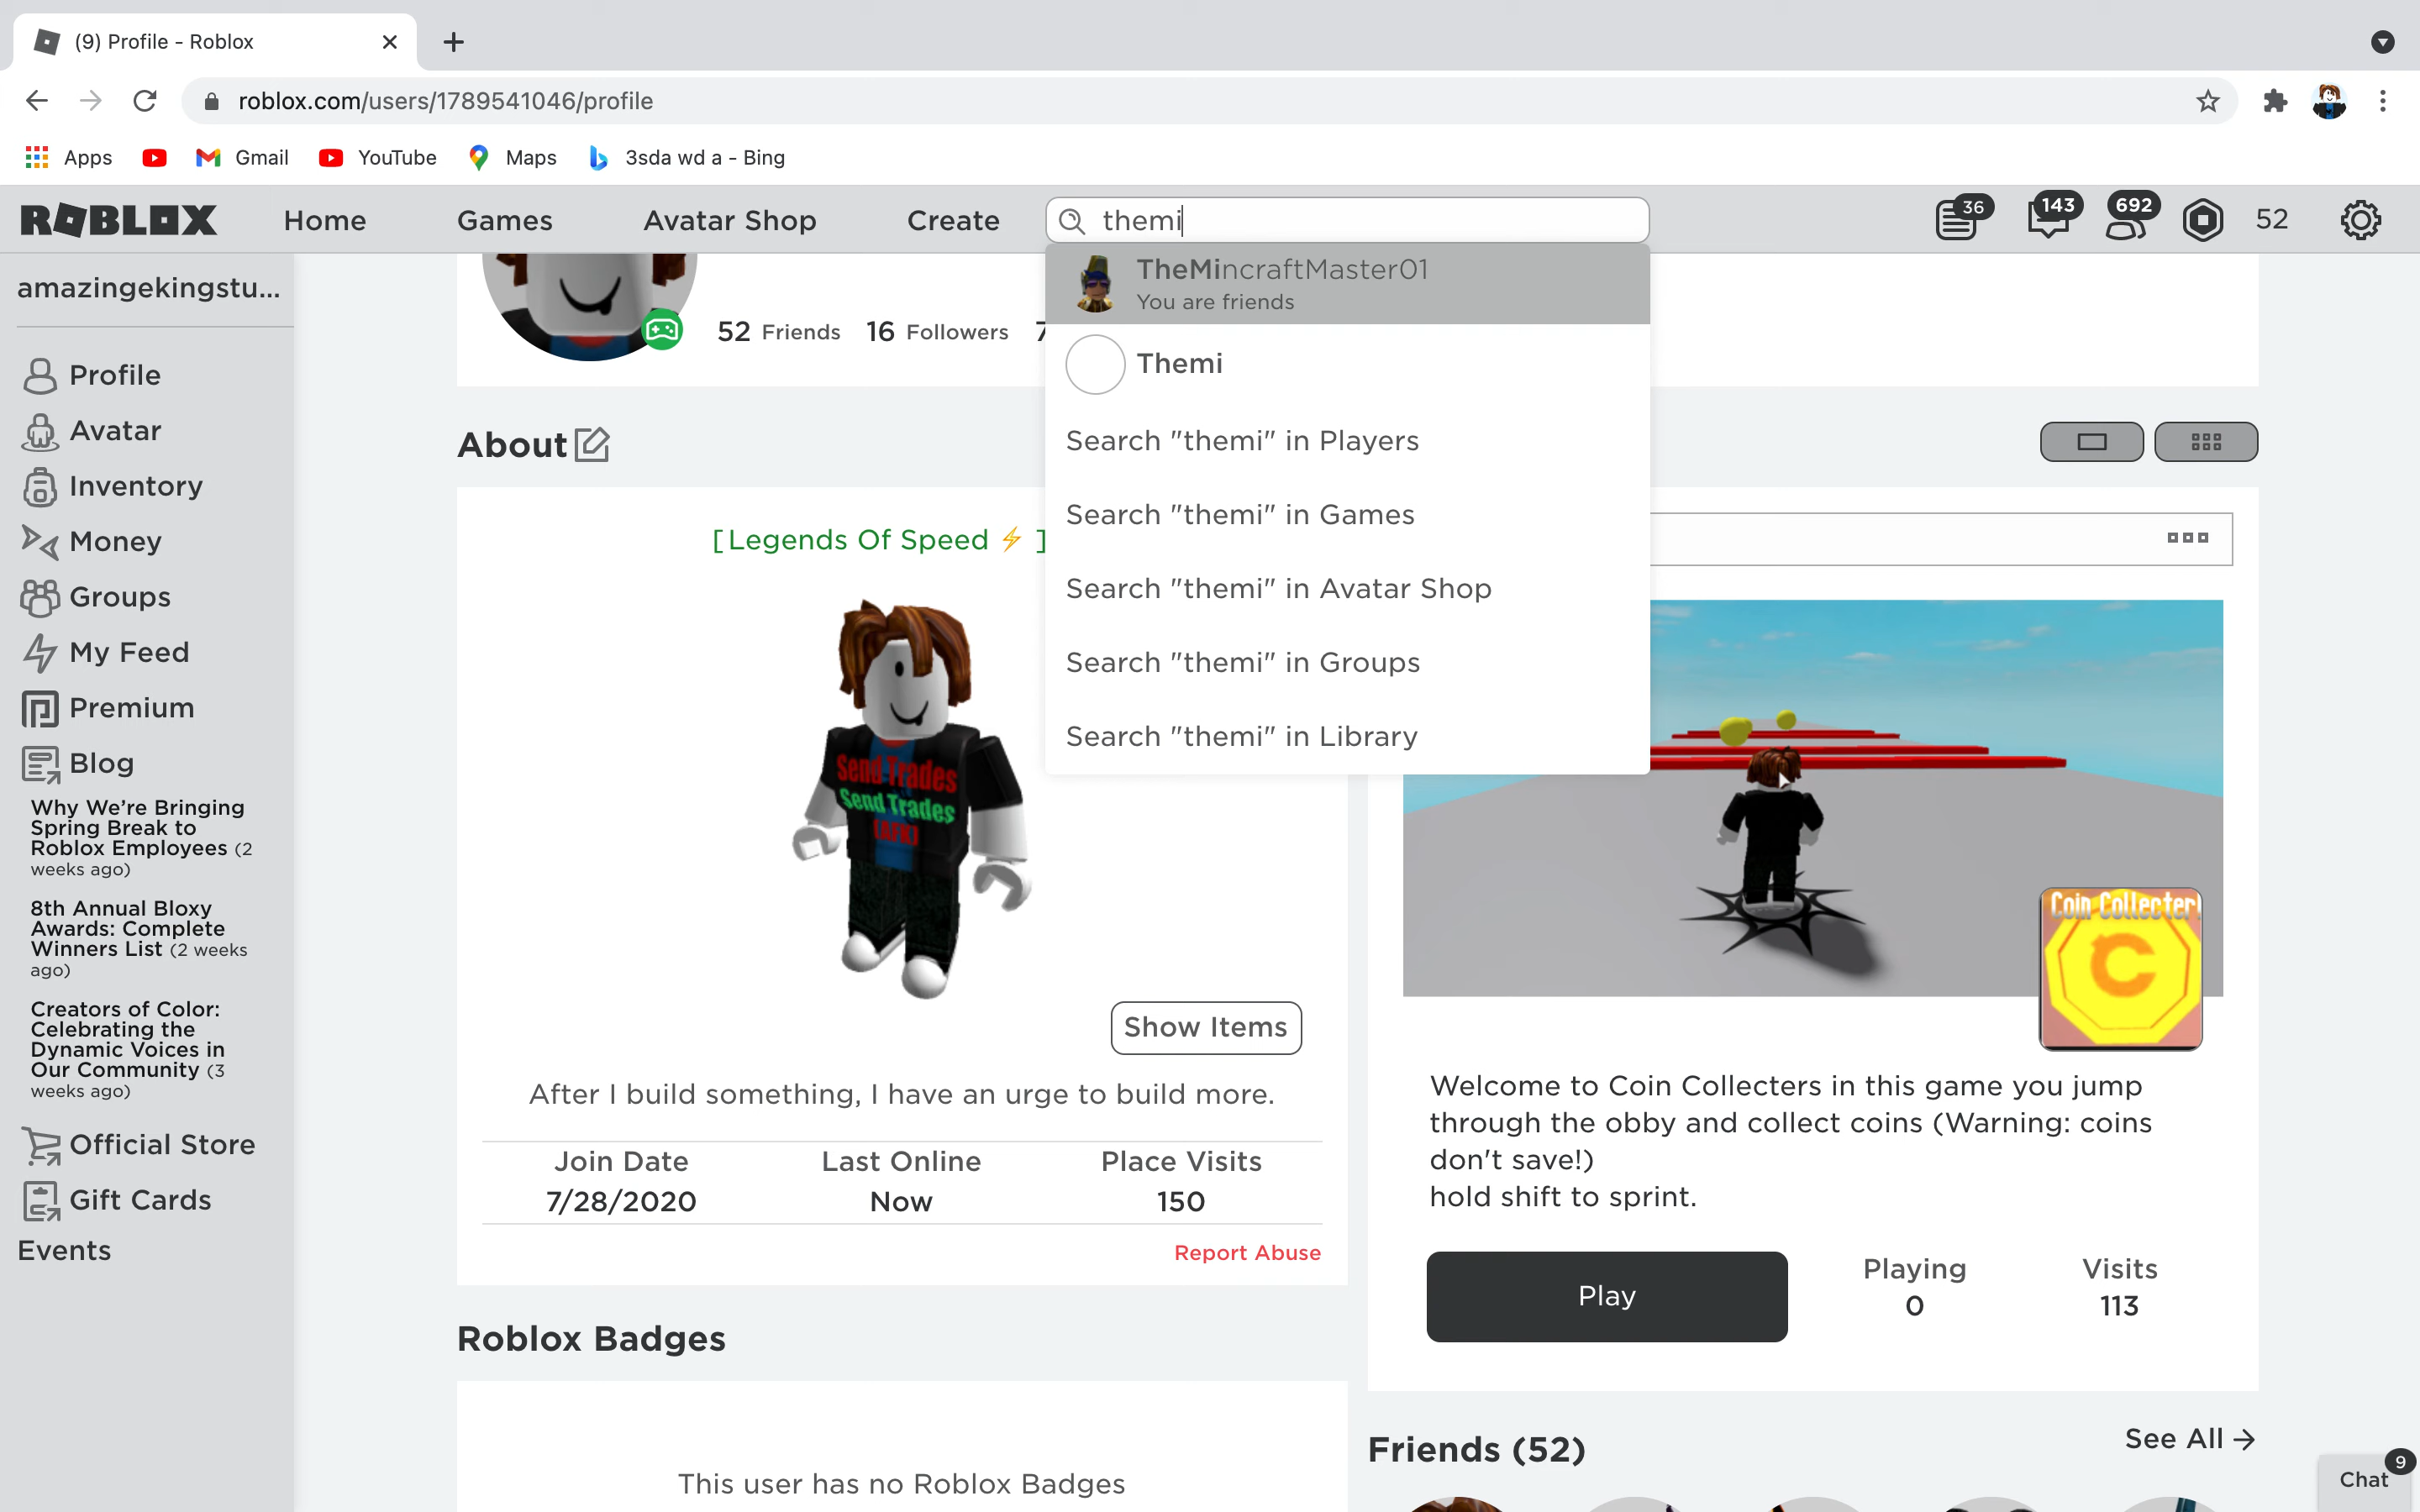 (9) Profile - Roblox
roblox.com/users/1789541046/profile
Apps
Gmail
YouTube
Maps
3sda wd a - Bing
ROBLOX
Home
Games
Avatar Shop
Create
themi
36
143
692
52
TheMincraftMaster01
You are friends
Themi
Search "themi" in Players
Search "themi" in Games
Search "themi" in Avatar Shop
Search "themi" in Groups
Search "themi" in Library
amazingekingstu...
Profile
Avatar
Inventory
Money
Groups
My Feed
Premium
Blog
Why We’re Bringing
Spring Break to
Roblox Employees (2
weeks ago)
8th Annual Bloxy
Awards: Complete
Winners List (2 weeks
ago)
Creators of Color:
Celebrating the
Dynamic Voices in
Our Community (3
weeks ago)
Official Store
Gift Cards
Events
52 Friends 16 Followers 7
About
[ Legends Of Speed ⚡ ]
Send Trades
Send Trades
[AFK]
Show Items
After I build something, I have an urge to build more.
Join Date Last Online Place Visits
7/28/2020 Now 150
Report Abuse
Roblox Badges
This user has no Roblox Badges
Coin Collecter
C
Welcome to Coin Collecters in this game you jump
through the obby and collect coins (Warning: coins
don't save!)
hold shift to sprint.
Play
Playing Visits
0 113
Friends (52)
See All →
Chat
9